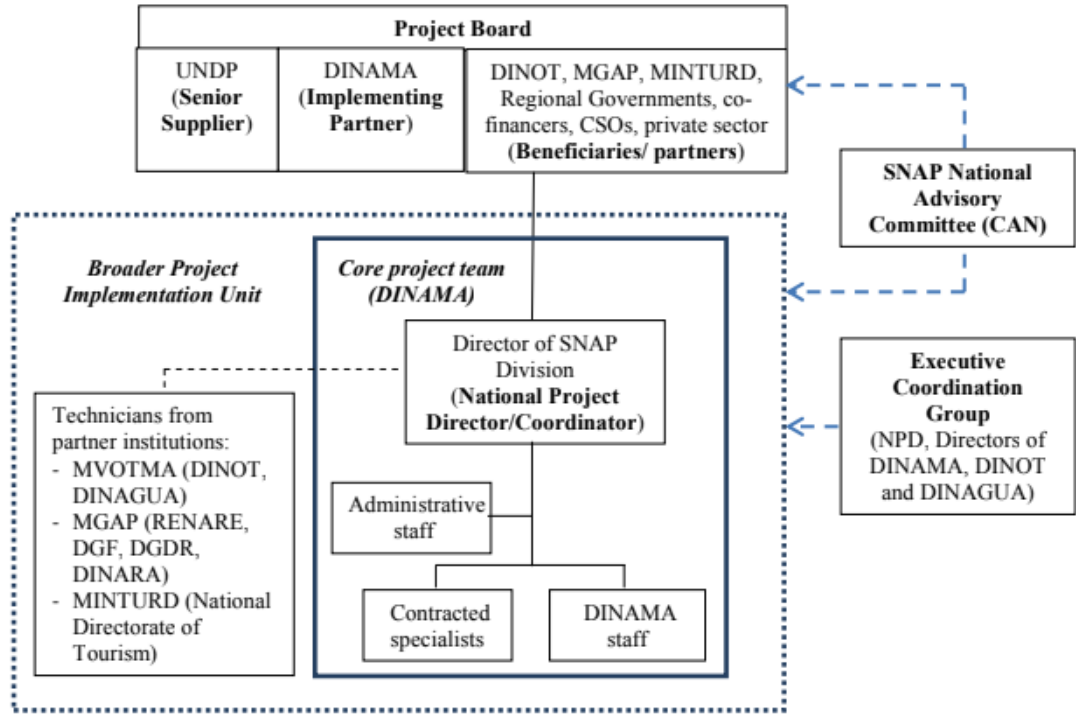 Project Board
UNDP
(Senior
Supplier)
DINAMA
(Implementing
Partner)
DINOT, MGAP, MINTURD,
Regional Governments, co-
financers, CSOs, private sector
(Beneficiaries/ partners)
SNAP National
Advisory
Committee (CAN)
Broader Project
Implementation Unit
Core project team
(DINAMA)
Director of SNAP
Division
(National Project
Director/Coordinator)
Executive
Coordination
Group
(NPD, Directors of
DINAMA, DINOT
and DINAGUA)
Technicians from
partner institutions:
- MVOTMA (DINOT,
DINAGUA)
- MGAP (RENARE,
DGF, DGDR,
DINARA)
- MINTURD (National
Directorate of
Tourism)
Administrative
staff
Contracted
specialists
DINAMA
staff